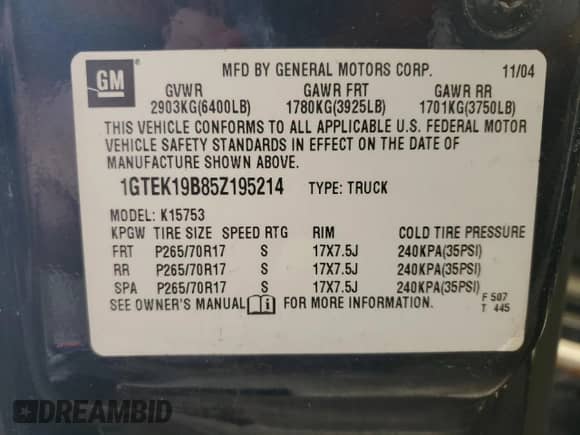 GM ®
MFD BY GENERAL MOTORS CORP. 11/04
GVWR GAWR FRT GAWR RR
2903KG(6400LB) 1780KG(3925LB) 1701KG(3750LB)
THIS VEHICLE CONFORMS TO ALL APPLICABLE U.S. FEDERAL MOTOR
VEHICLE SAFETY STANDARDS IN EFFECT ON THE DATE OF
MANUFACTURE SHOWN ABOVE.
1GTEK19B85Z195214 TYPE: TRUCK
MODEL: K15753
KPGW TIRE SIZE SPEED RTG RIM COLD TIRE PRESSURE
FRT P265/70R17 S 17X7.5J 240KPA(35PSI)
RR P265/70R17 S 17X7.5J 240KPA(35PSI)
SPA P265/70R17 S 17X7.5J 240KPA(35PSI)
SEE OWNER'S MANUAL FOR MORE INFORMATION.
F 507
T 445
DREAMBID